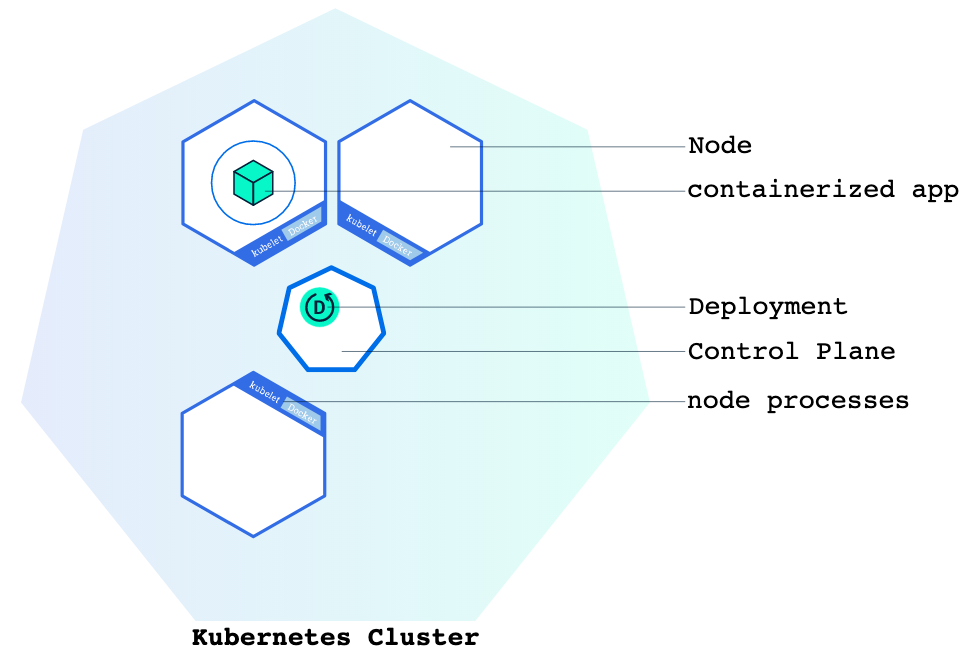 Node
containerized app
kubelet Docker
kubelet Docker
D
Deployment
Control Plane
kubelet Docker
node processes
Kubernetes Cluster